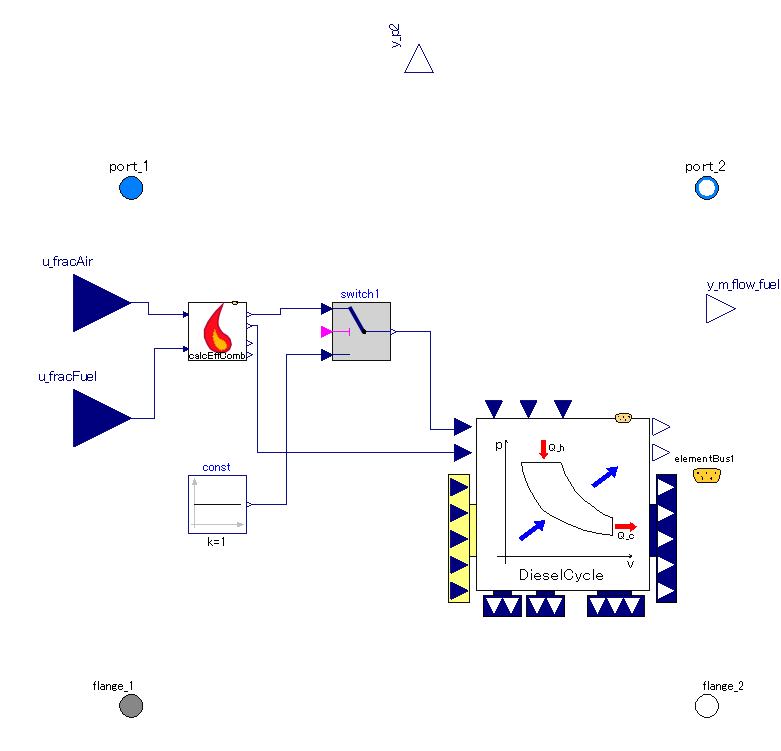 y_p2
port_1
port_2
u_fracAir
y_m_flow_fuel
switch1
calcEffComb
u_fracFuel
elementBus1
p
Q_h
const
Q_c
k=1
v
DieselCycle
flange_1
flange_2